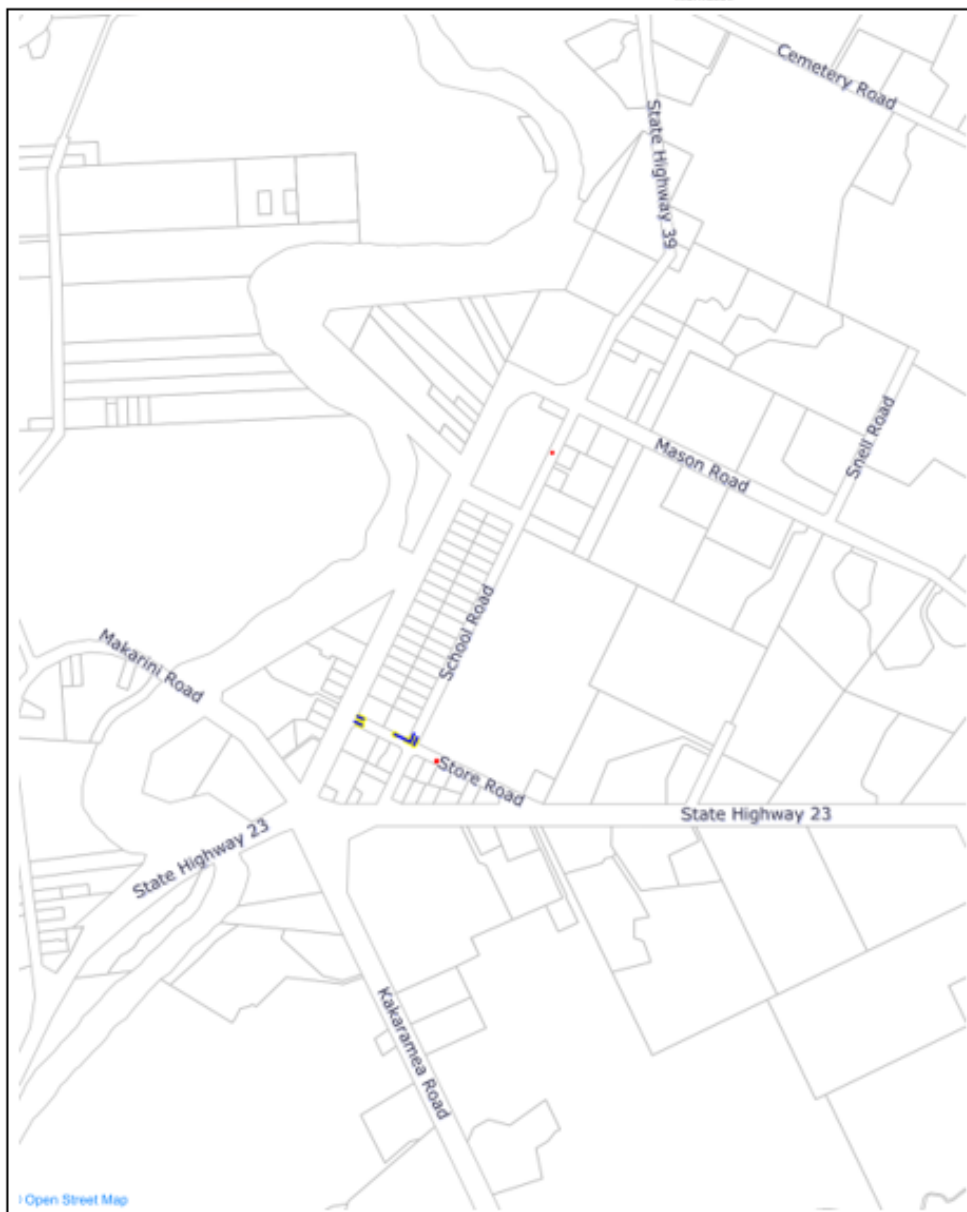 Cemetery Road
State Highway 39
Snell Road
Mason Road
School Road
Makarini Road
Store Road
State Highway 23
State Highway 23
Kakaramea Road
Open Street Map